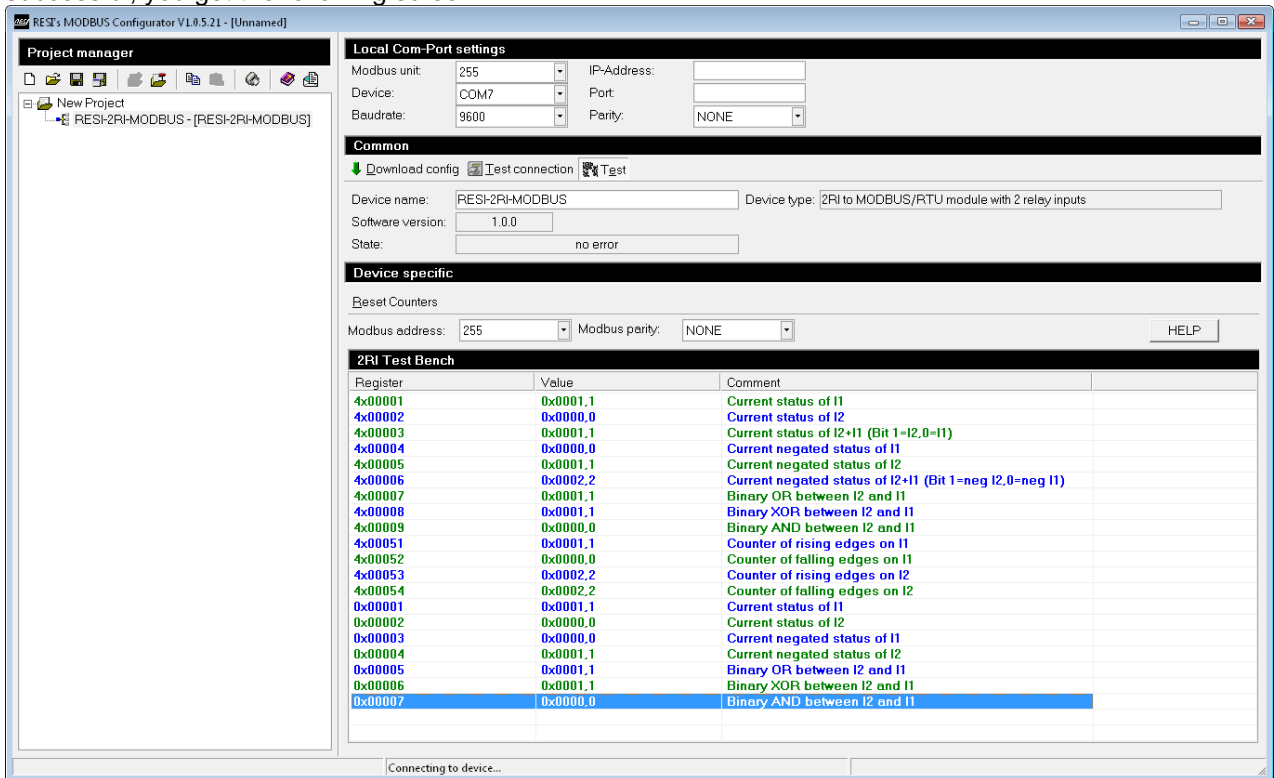 RESI's MODBUS Configurator V1.0.5.21 - [Unnamed]
Project manager
New Project
RESI-2RI-MODBUS - [RESI-2RI-MODBUS]
Local Com-Port settings
Modbus unit: 255 IP-Address:
Device: COM7 Port:
Baudrate: 9600 Parity: NONE
Common
Download config Test connection Test
Device name: RESI-2RI-MODBUS Device type: 2RI to MODBUS/RTU module with 2 relay inputs
Software version: 1.0.0
State: no error
Device specific
Reset Counters
Modbus address: 255 Modbus parity: NONE HELP
2RI Test Bench
Register Value Comment
4x00001 0x0001,1 Current status of I1
4x00002 0x0000,0 Current status of I2
4x00003 0x0001,1 Current status of I2+I1 (Bit 1=I2,0=I1)
4x00004 0x0000,0 Current negated status of I1
4x00005 0x0001,1 Current negated status of I2
4x00006 0x0002,2 Current negated status of I2+I1 (Bit 1=neg I2,0=neg I1)
4x00007 0x0001,1 Binary OR between I2 and I1
4x00008 0x0001,1 Binary XOR between I2 and I1
4x00009 0x0000,0 Binary AND between I2 and I1
4x00051 0x0001,1 Counter of rising edges on I1
4x00052 0x0000,0 Counter of falling edges on I1
4x00053 0x0002,2 Counter of rising edges on I2
4x00054 0x0002,2 Counter of falling edges on I2
0x00001 0x0001,1 Current status of I1
0x00002 0x0000,0 Current status of I2
0x00003 0x0000,0 Current negated status of I1
0x00004 0x0001,1 Current negated status of I2
0x00005 0x0001,1 Binary OR between I2 and I1
0x00006 0x0001,1 Binary XOR between I2 and I1
0x00007 0x0000,0 Binary AND between I2 and I1
Connecting to device...